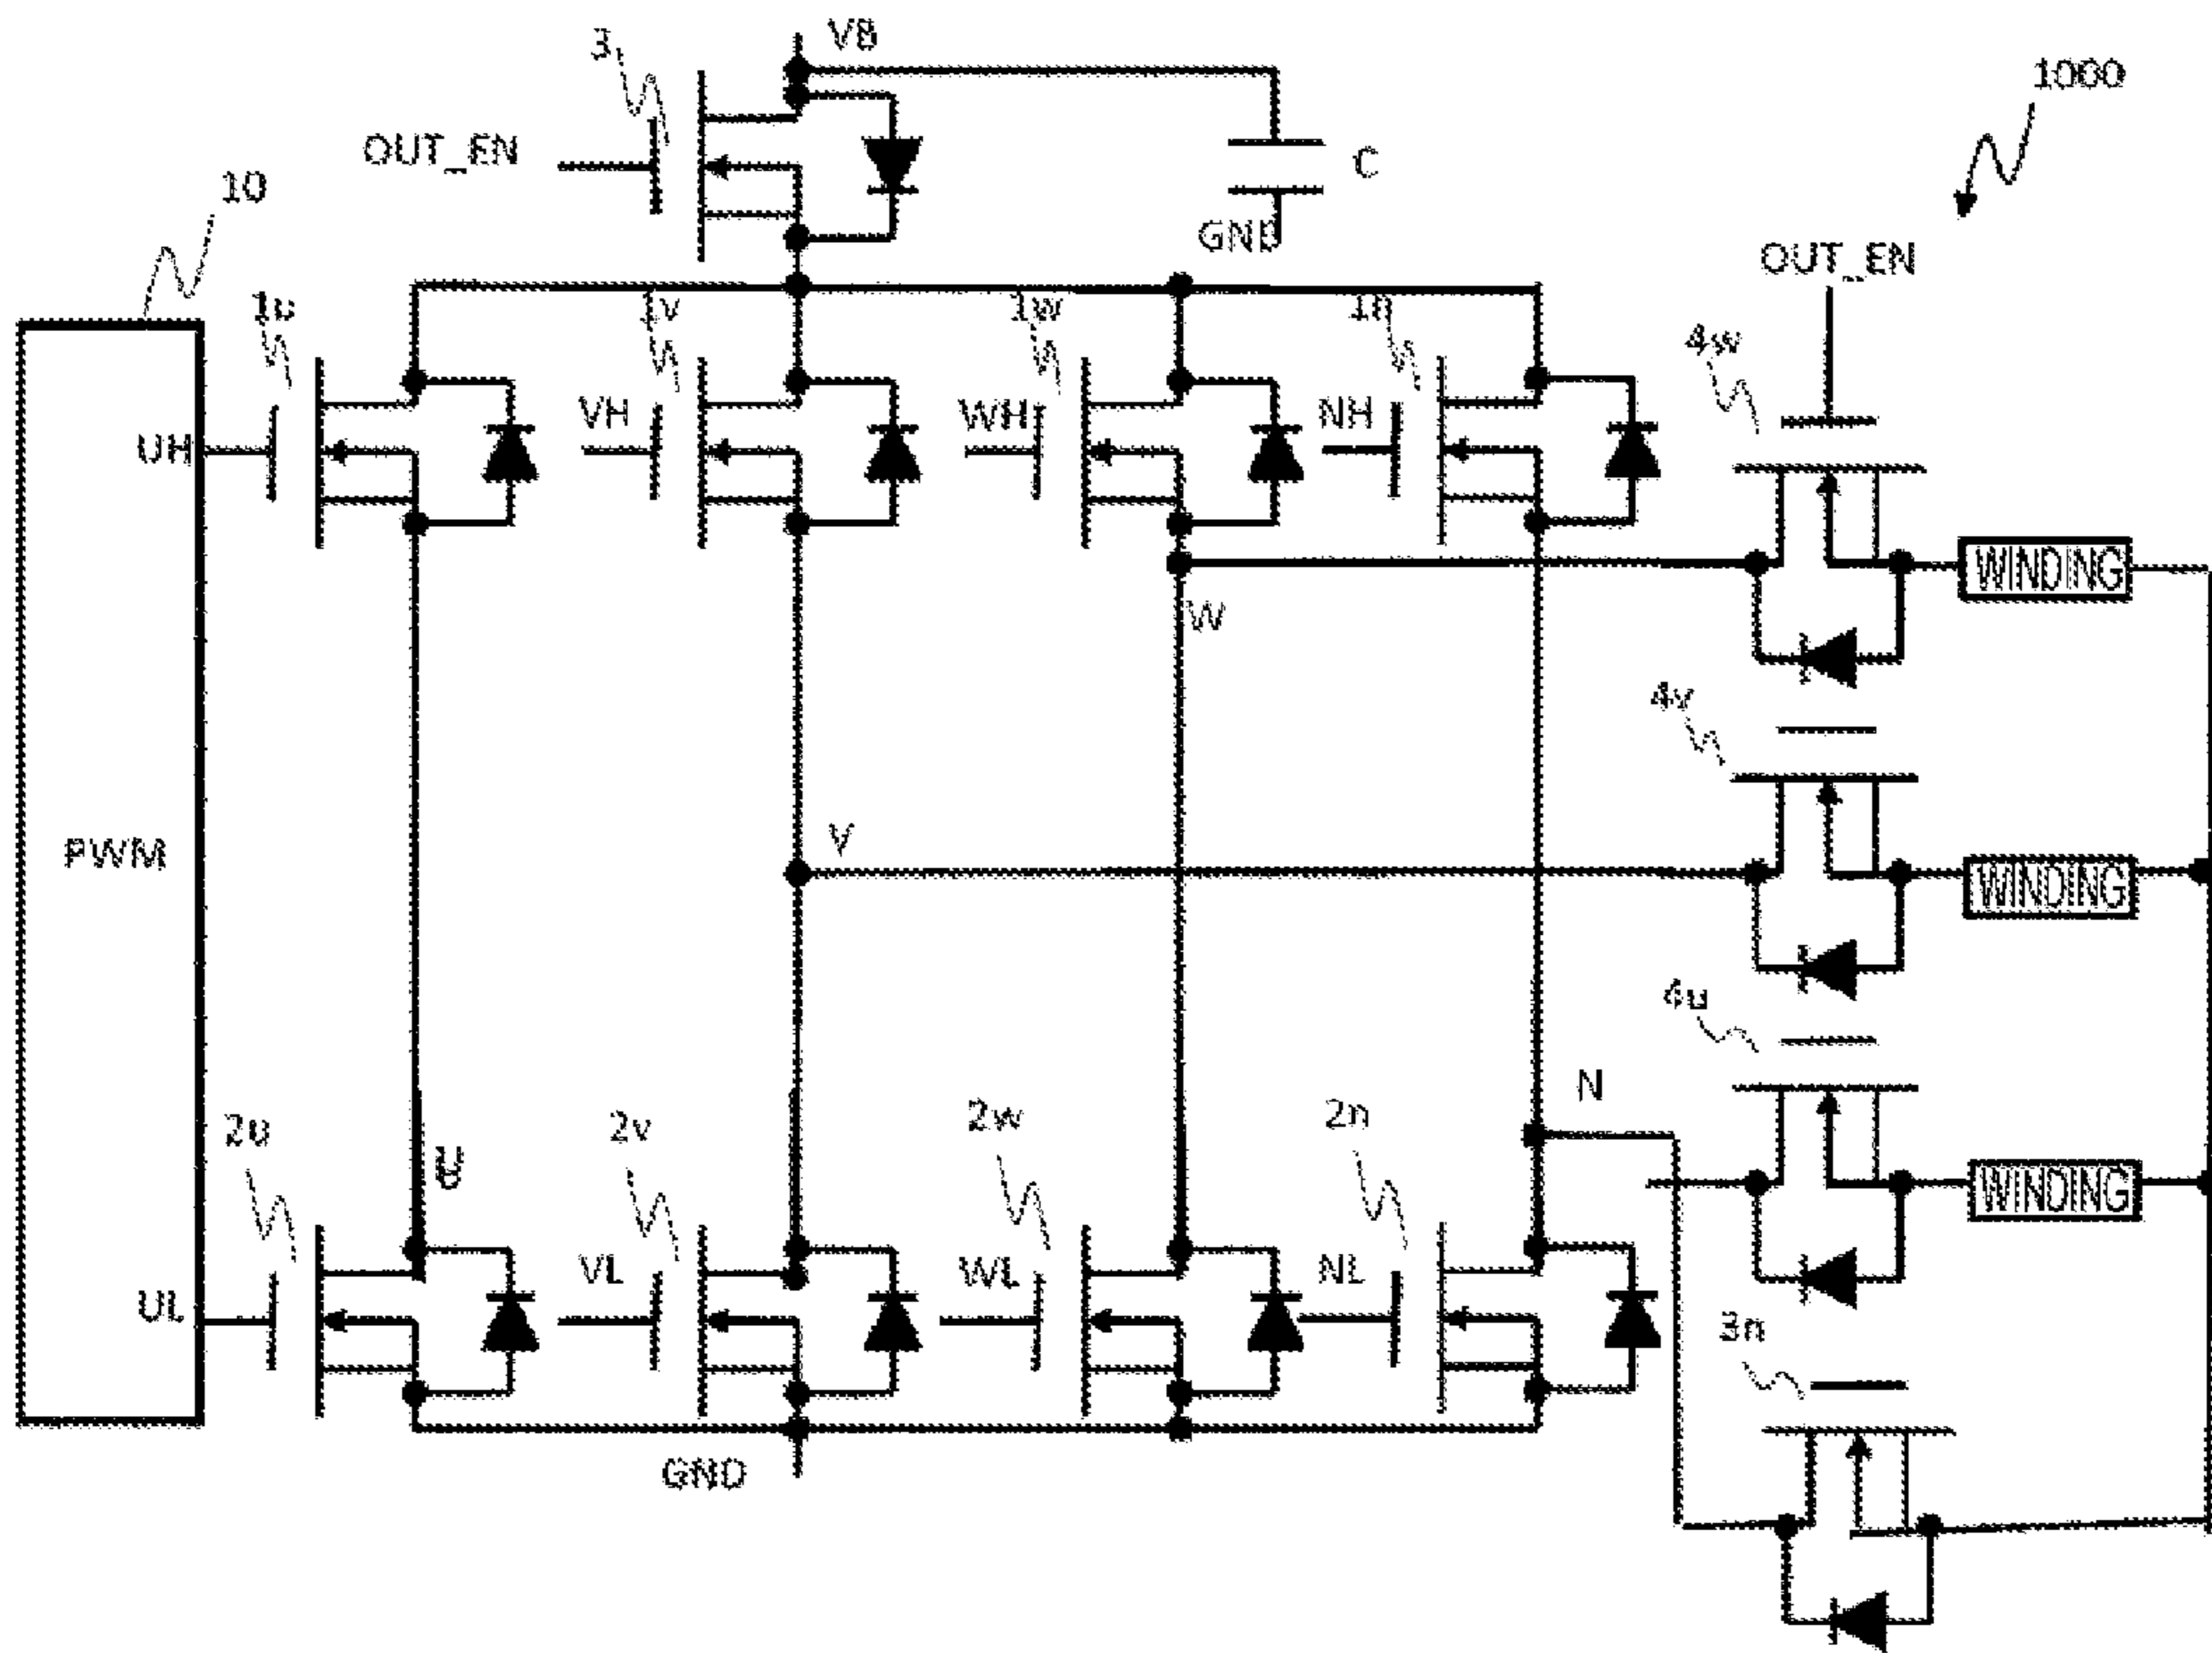 3
VB
1000
OUT_EN
C
10
GND
OUT_EN
1u
1v
1w
1n
4w
UH
VH
WH
NH
WINDING
W
4v
PWM
V
WINDING
4u
N
2u
2v
2w
2n
U
WINDING
UL
VL
WL
NL
3n
GND